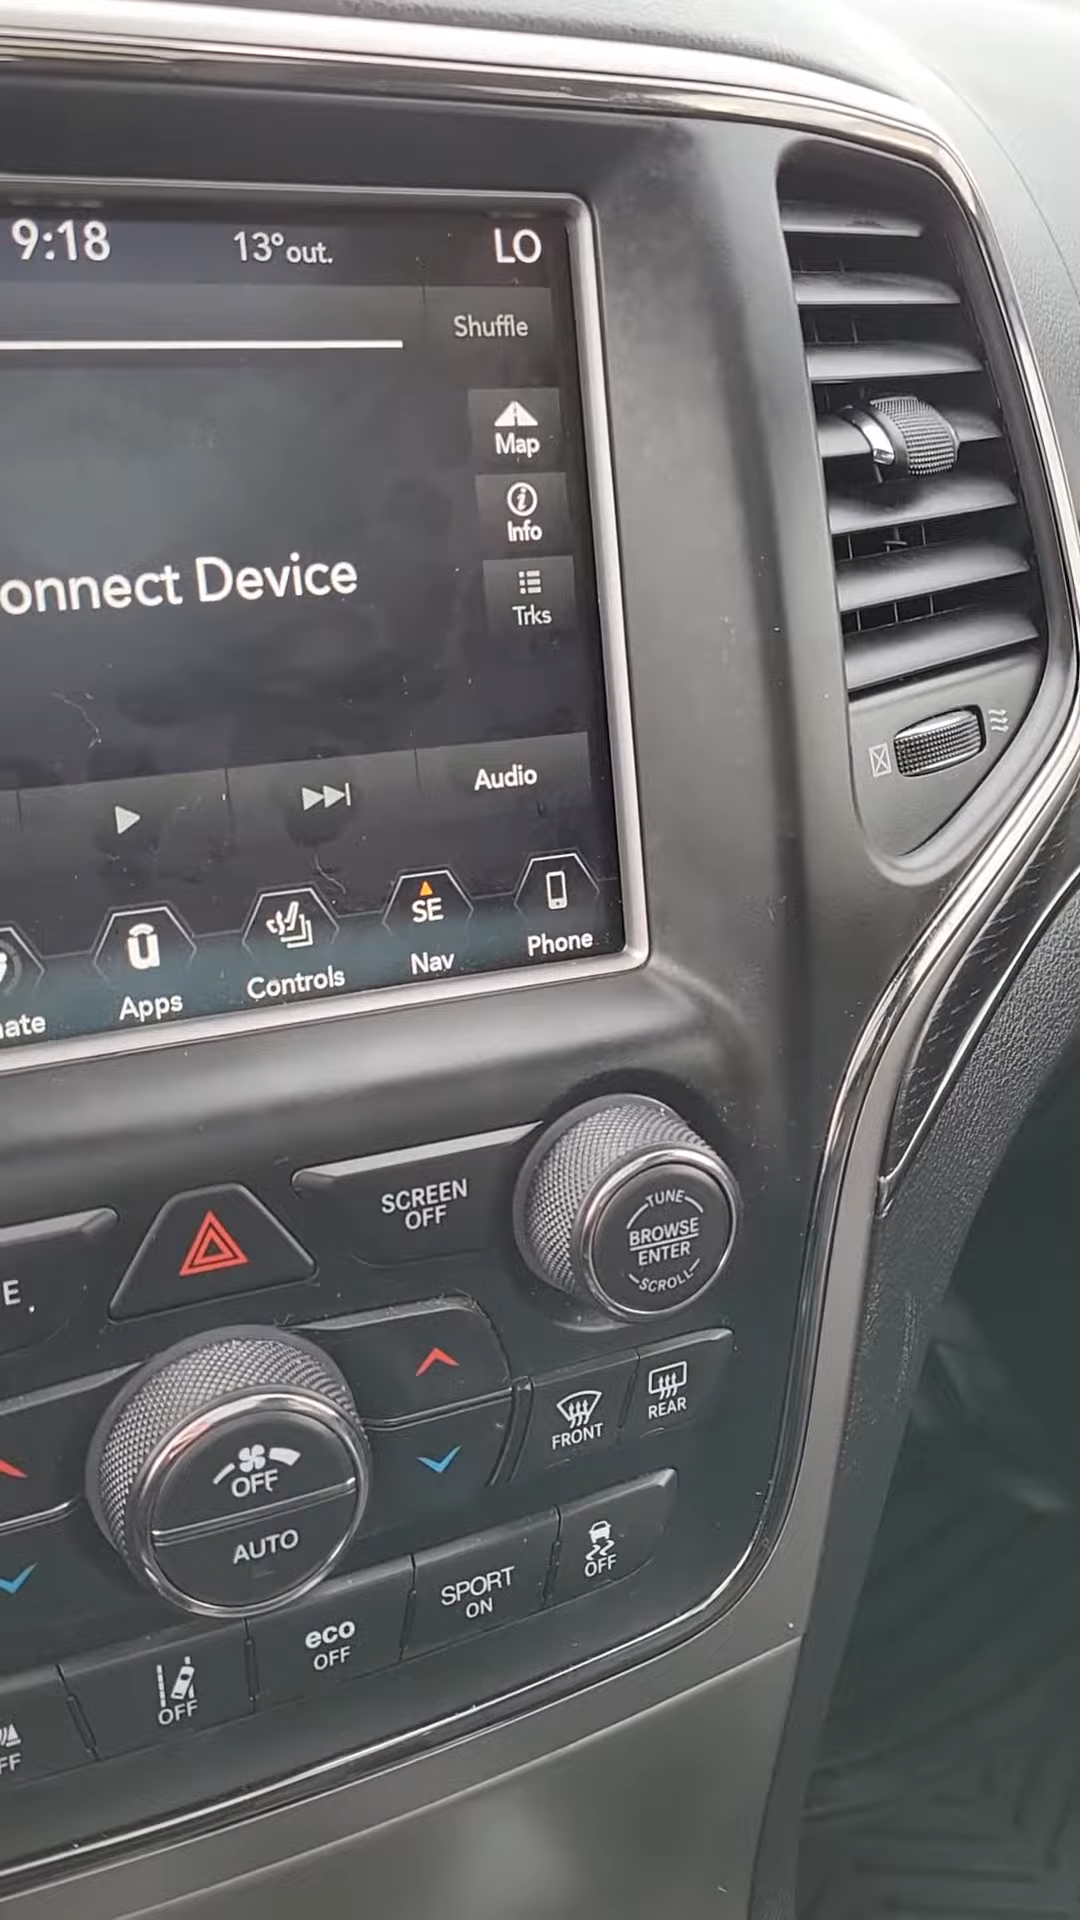 9:18 13° out. LO
Shuffle
Map
Info
onnect Device
Trks
Audio
SE
Apps Controls Nav Phone
ate
SCREEN
OFF
TUNE
BROWSE
ENTER
SCROLL
E
FRONT
REAR
OFF
AUTO
SPORT
ON
OFF
eco
OFF
OFF
FF